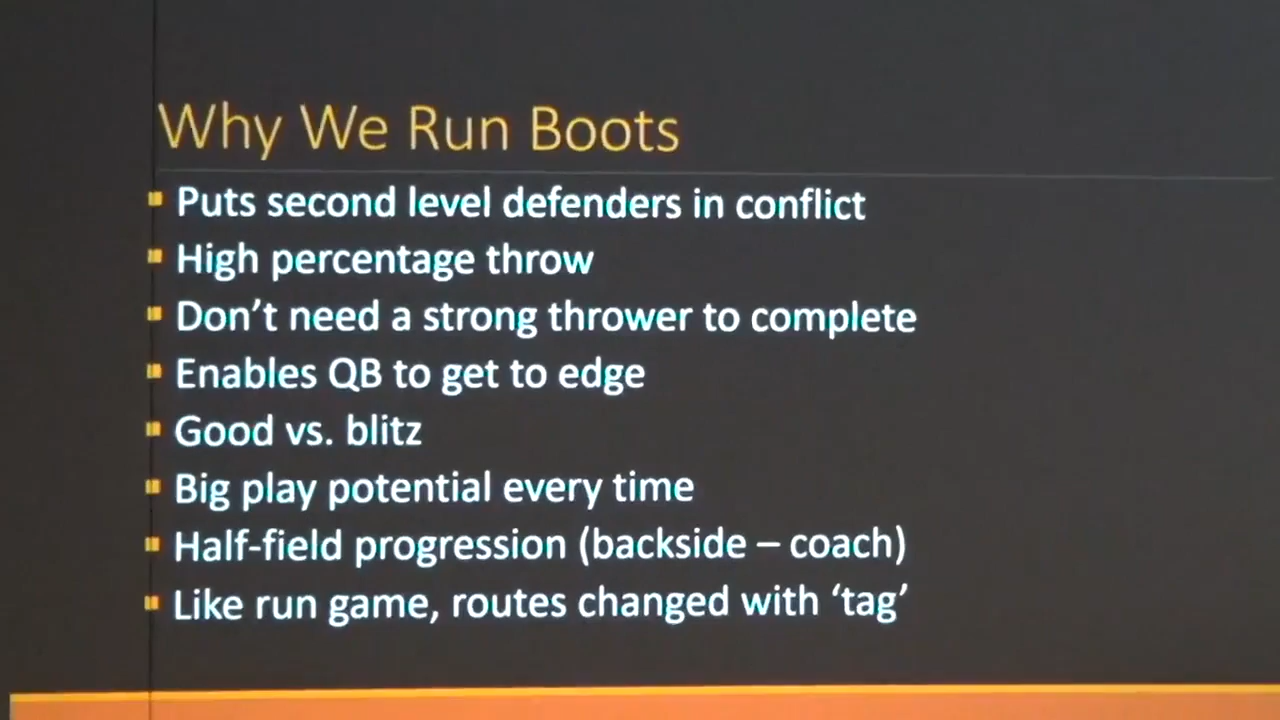 Why We Run Boots
Puts second level defenders in conflict
High percentage throw
Don’t need a strong thrower to complete
Enables QB to get to edge
Good vs. blitz
Big play potential every time
Half-field progression (backside – coach)
Like run game, routes changed with ‘tag’